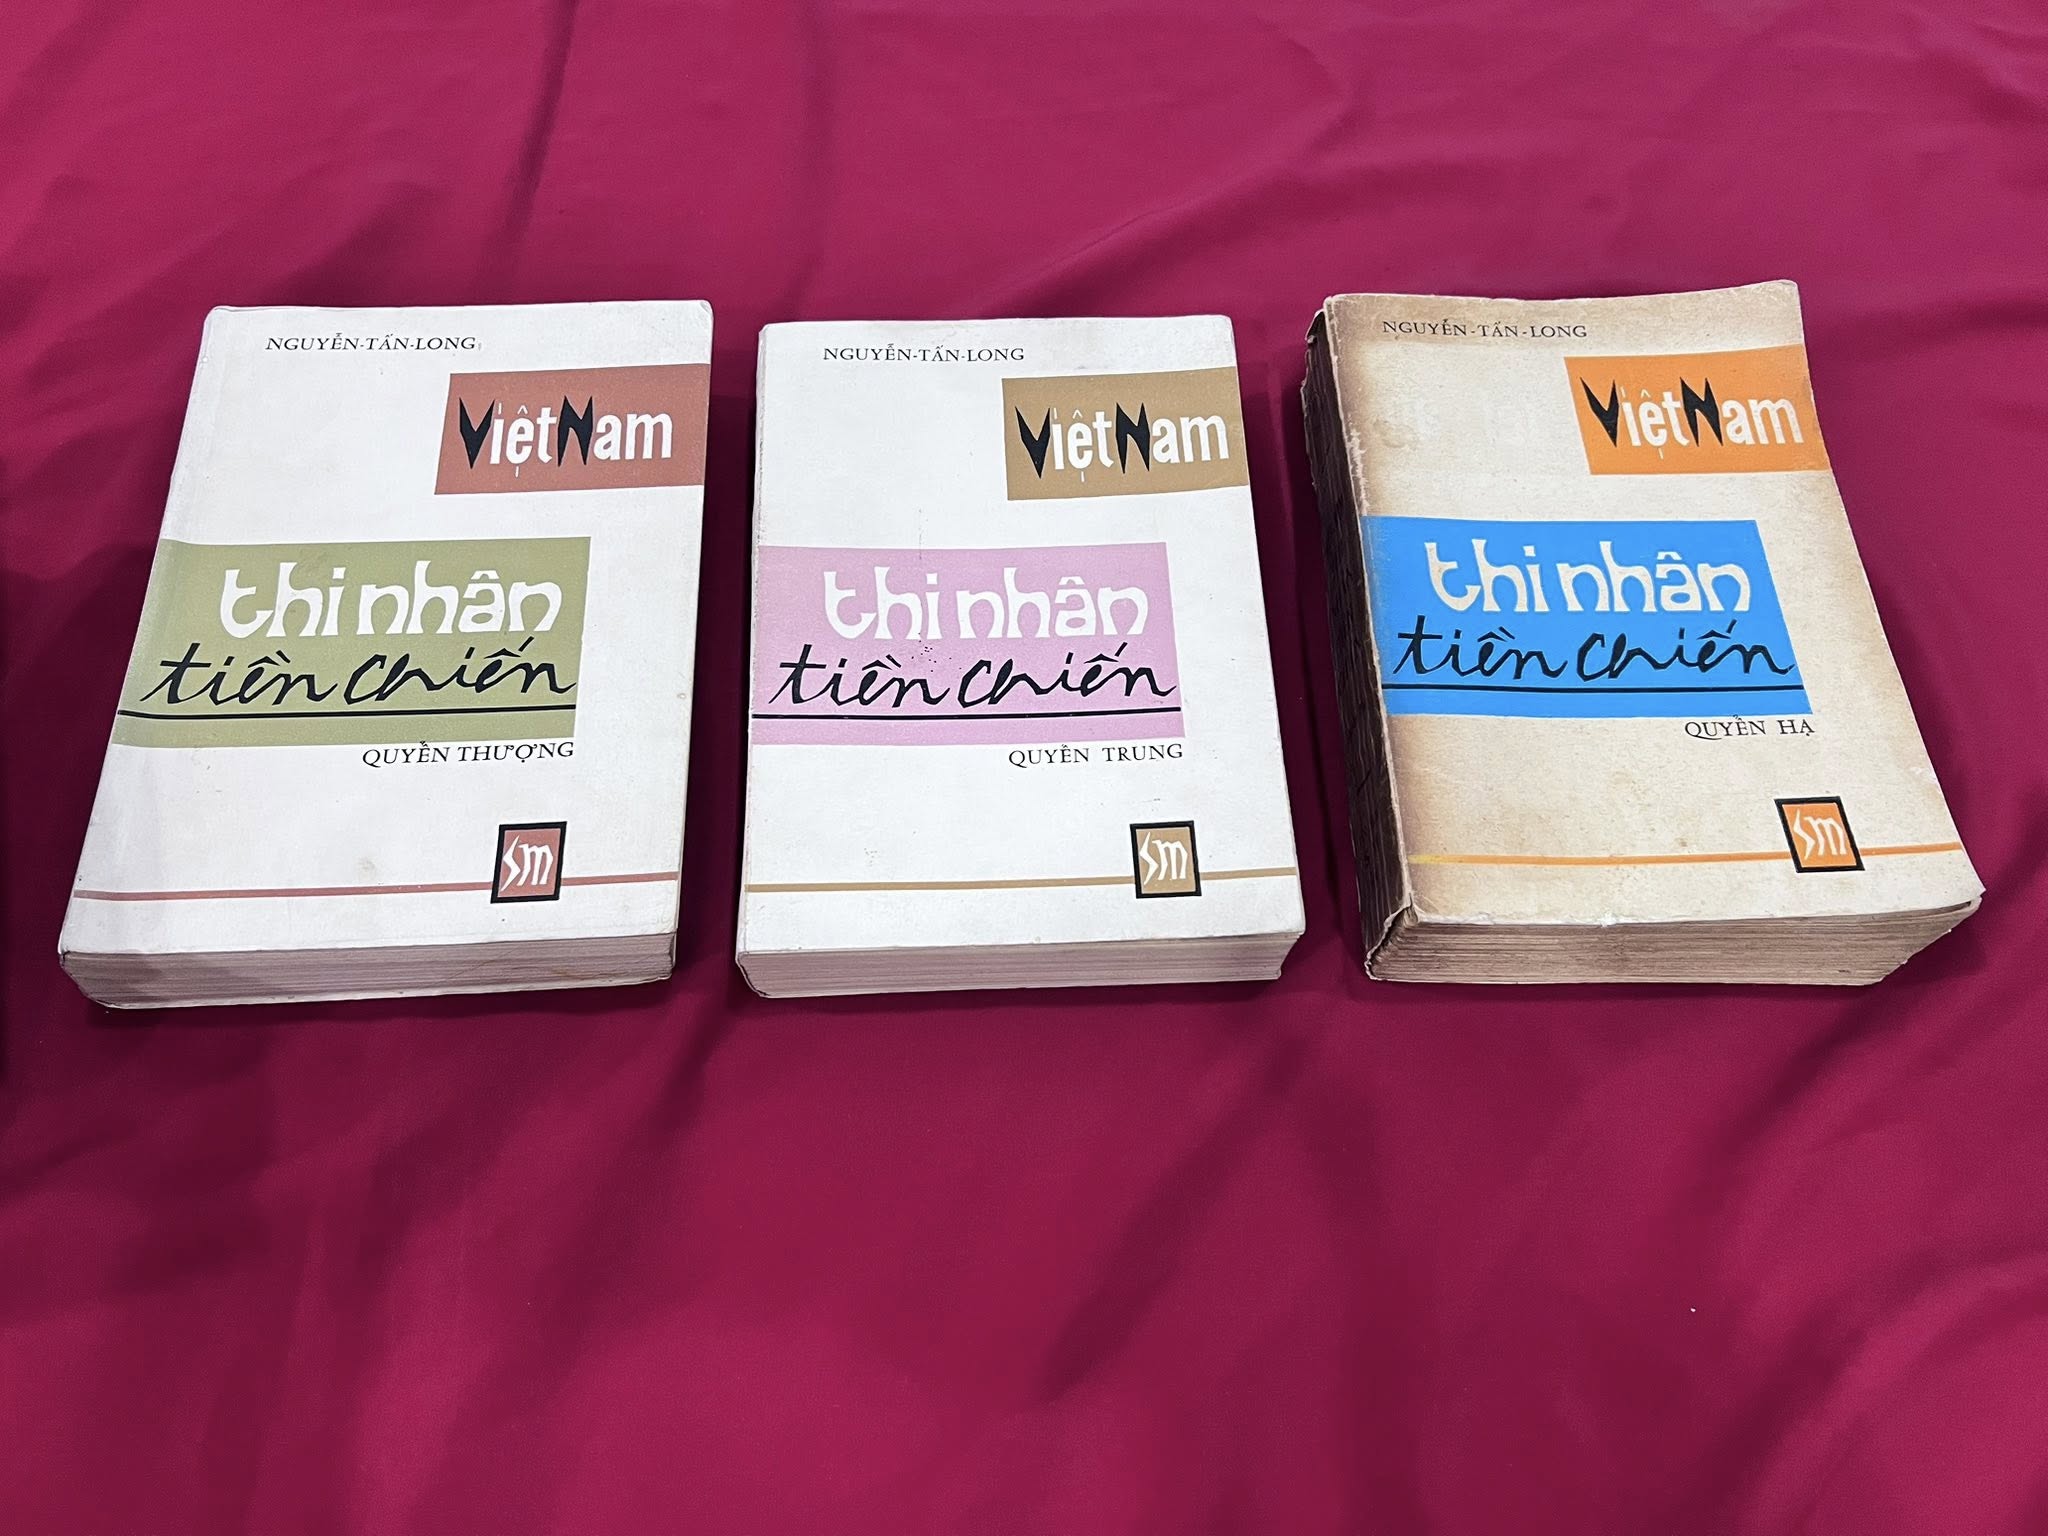 NGUYỄN-TẤN-LONG
ViệtNam
thi nhân
tiền chiến
QUYỂN THƯỢNG
sm
NGUYỄN-TẤN-LONG
ViệtNam
thi nhân
tiền chiến
QUYỂN TRUNG
sm
NGUYỄN-TẤN-LONG
ViệtNam
thi nhân
tiền chiến
QUYỂN HẠ
sm